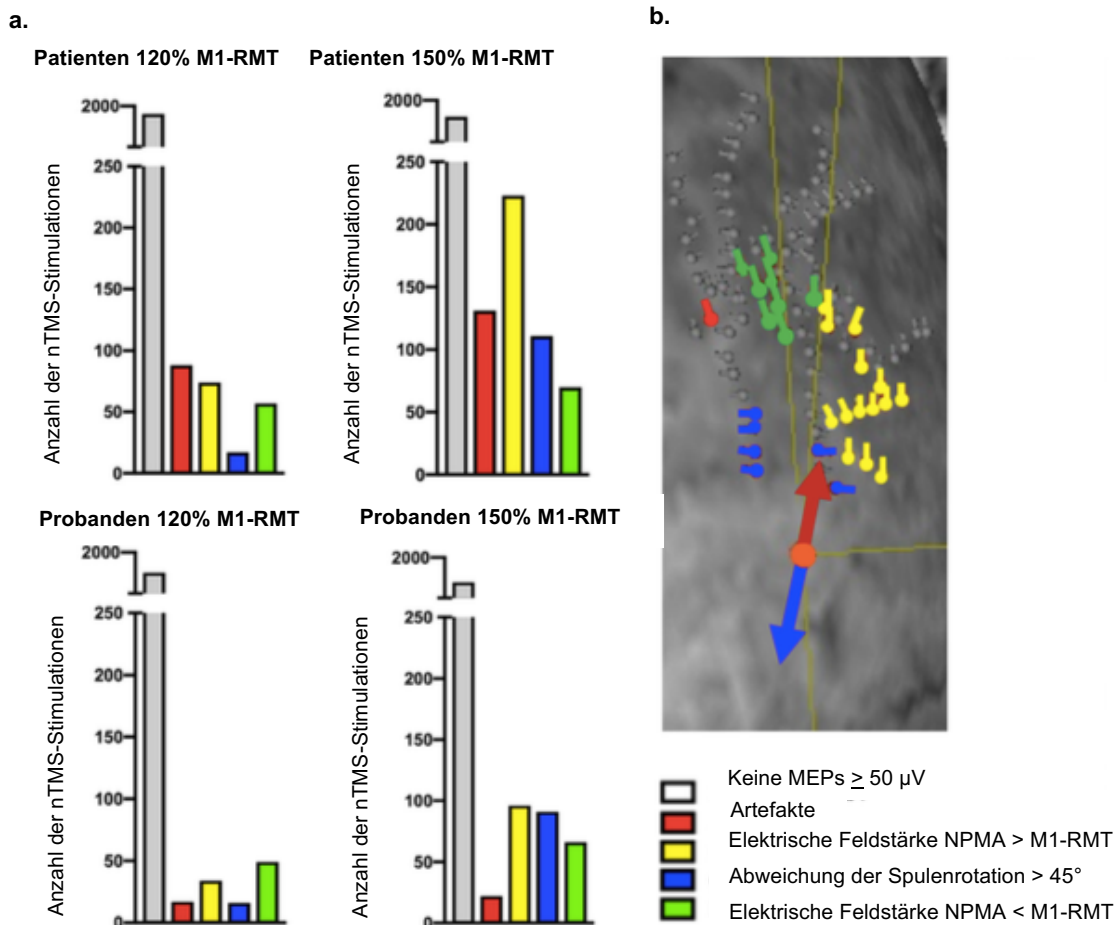 a.
b.
Patienten 120% M1-RMT
Patienten 150% M1-RMT
Anzahl der nTMS-Stimulationen
2000
250
200
150
100
50
0
Anzahl der nTMS-Stimulationen
2000
250
200
150
100
50
0
Probanden 120% M1-RMT
Probanden 150% M1-RMT
Anzahl der nTMS-Stimulationen
2000
250
200
150
100
50
0
Anzahl der nTMS-Stimulationen
2000
250
200
150
100
50
0
Keine MEPs ≥ 50 µV
Artefakte
Elektrische Feldstärke NPMA > M1-RMT
Abweichung der Spulenrotation > 45°
Elektrische Feldstärke NPMA < M1-RMT